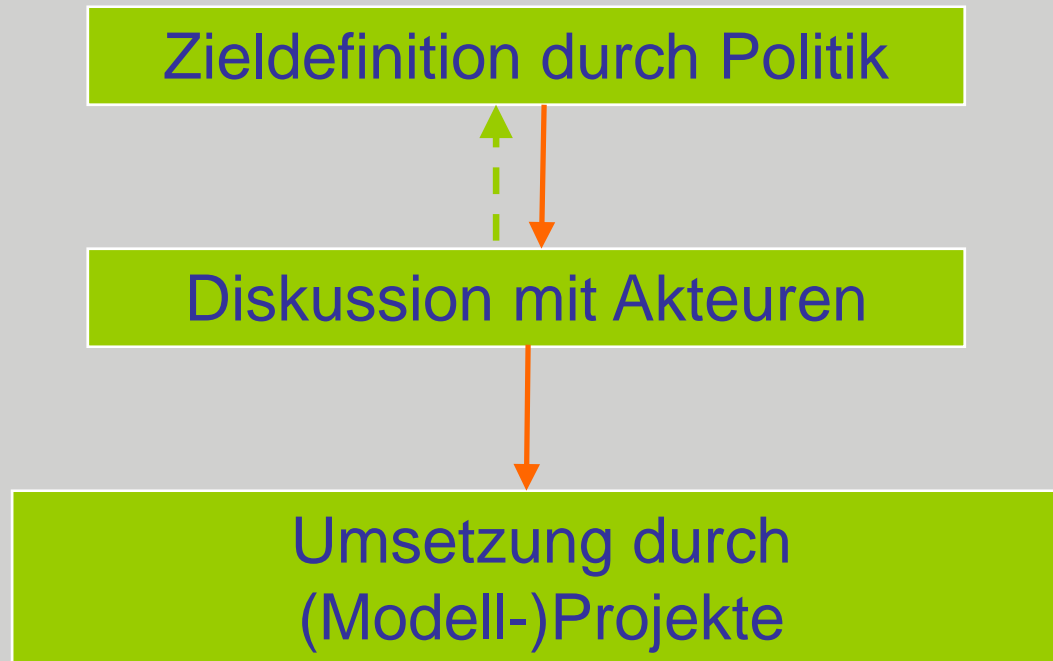 Zieldefinition durch Politik
Diskussion mit Akteuren
Umsetzung durch
(Modell-)Projekte